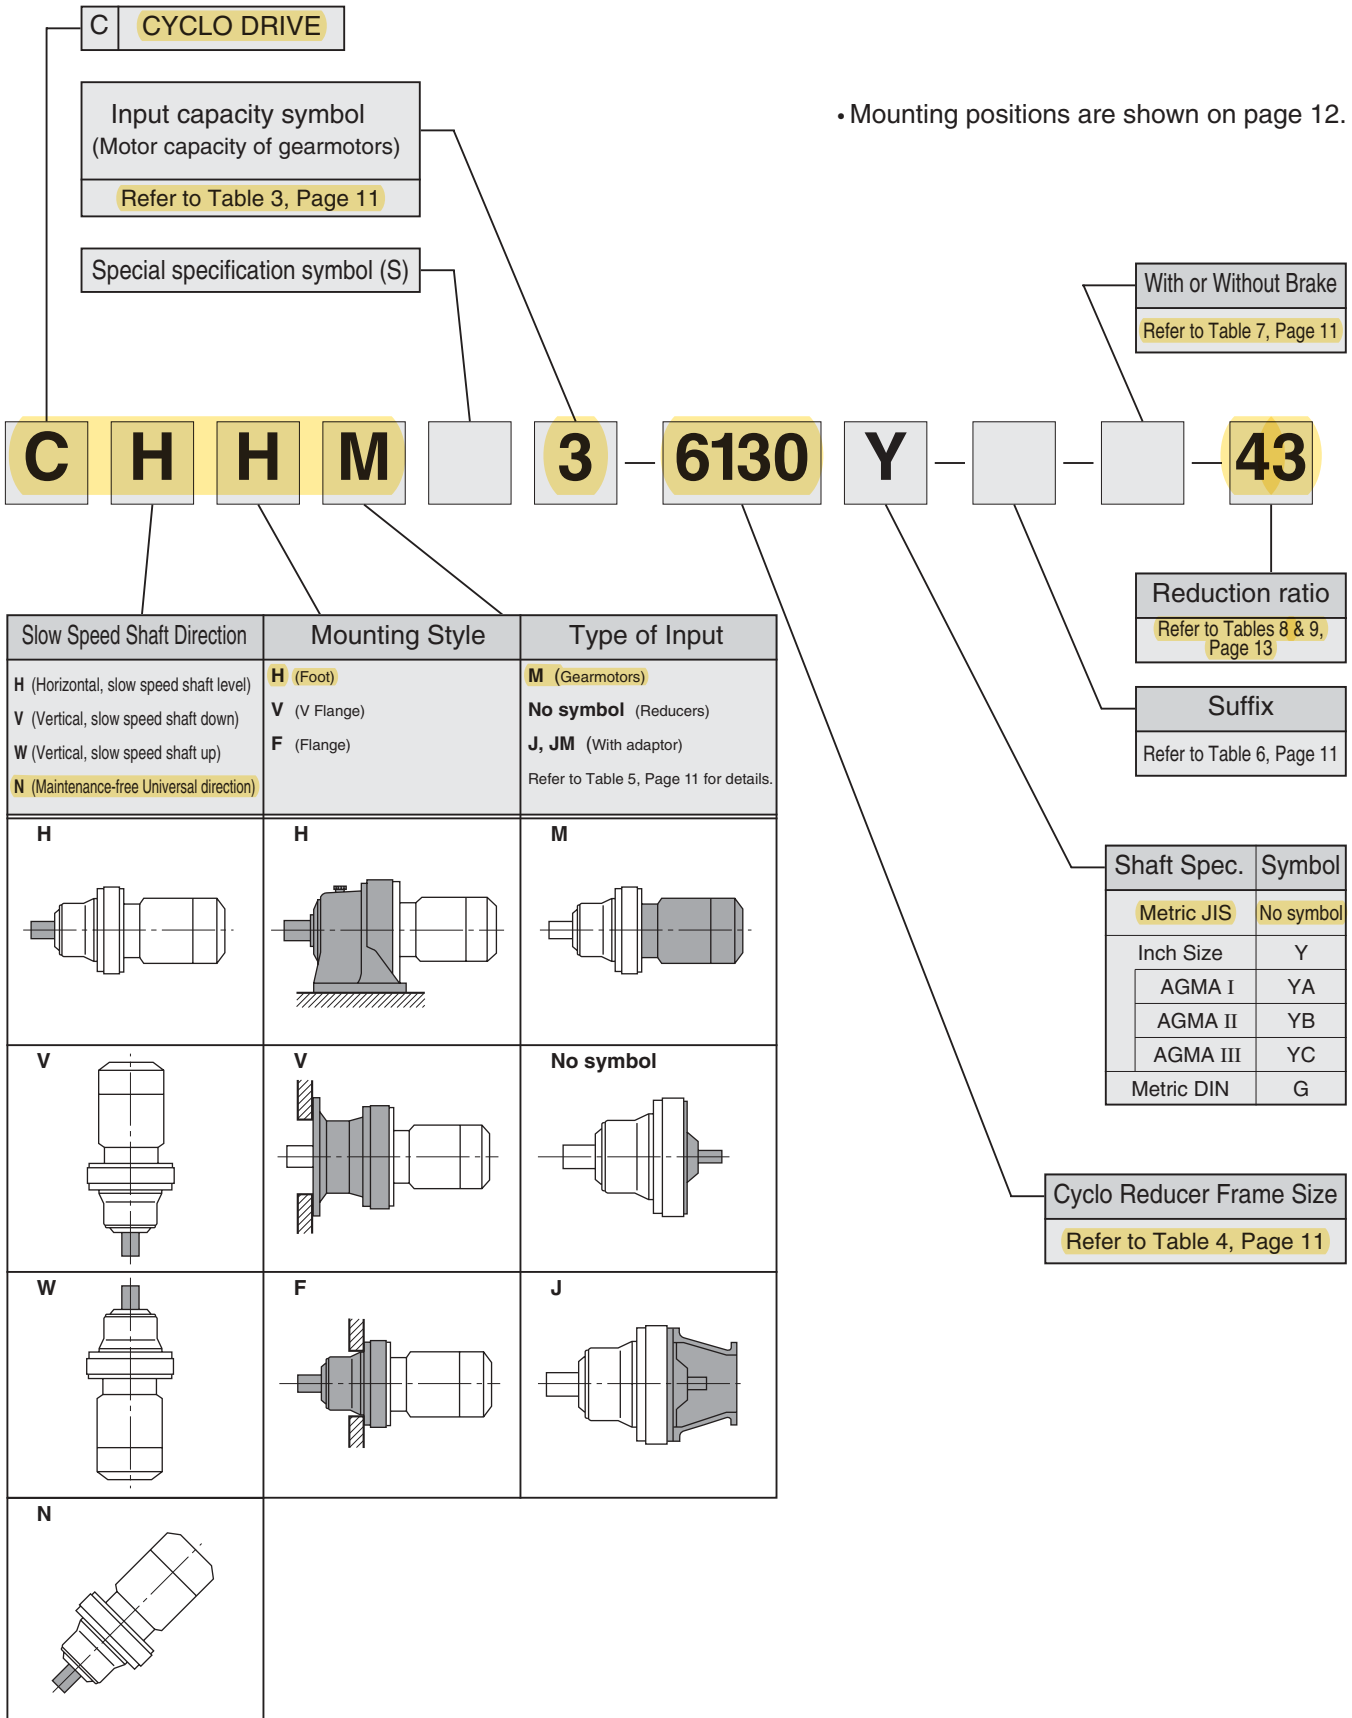 C CYCLO DRIVE
Input capacity symbol
(Motor capacity of gearmotors)
Refer to Table 3, Page 11
• Mounting positions are shown on page 12.
Special specification symbol (S)
With or Without Brake
Refer to Table 7, Page 11
C H H M 3 – 6130 Y – – – 43
Reduction ratio
Refer to Tables 8 & 9,
Page 13
Suffix
Refer to Table 6, Page 11
Slow Speed Shaft Direction
H (Horizontal, slow speed shaft level)
V (Vertical, slow speed shaft down)
W (Vertical, slow speed shaft up)
N (Maintenance-free Universal direction)
Mounting Style
H (Foot)
V (V Flange)
F (Flange)
Type of Input
M (Gearmotors)
No symbol (Reducers)
J, JM (With adaptor)
Refer to Table 5, Page 11 for details.
H H M
V V No symbol
W F J
N
Shaft Spec. Symbol
Metric JIS No symbol
Inch Size Y
AGMA I YA
AGMA II YB
AGMA III YC
Metric DIN G
Cyclo Reducer Frame Size
Refer to Table 4, Page 11